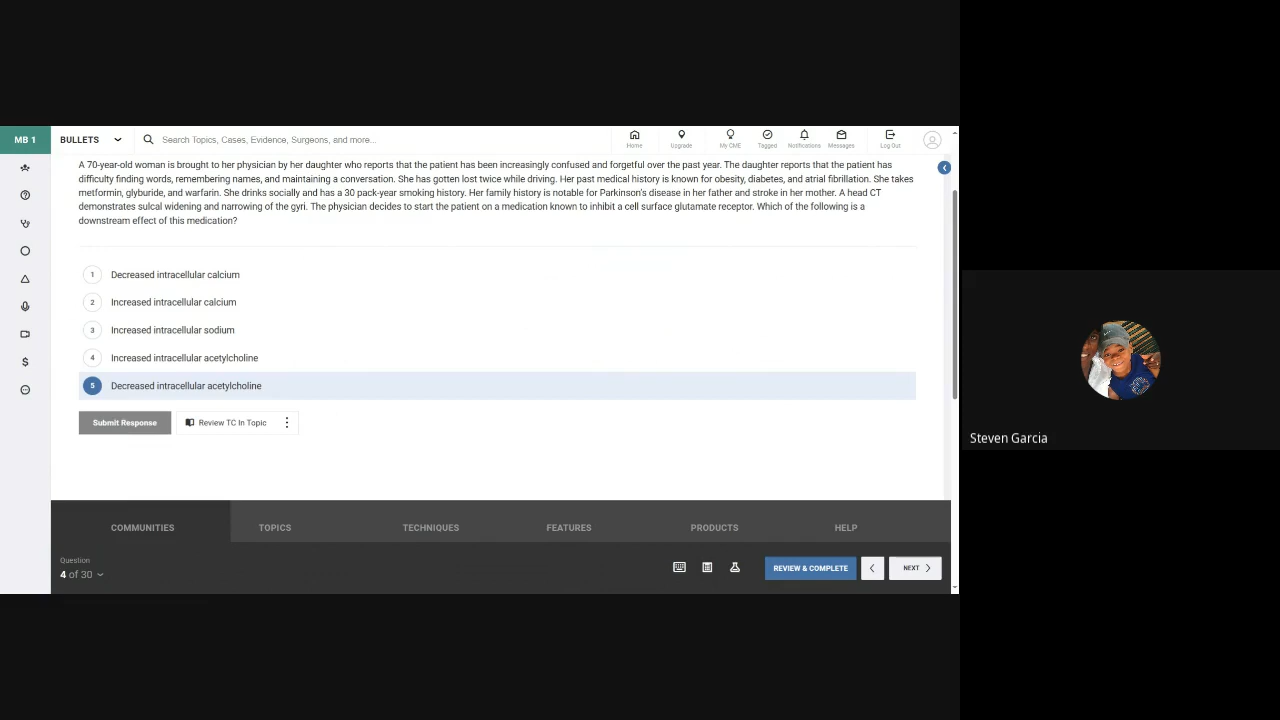 MB 1
BULLETS
Search Topics, Cases, Evidence, Surgeons, and more...
Home
Upgrade
My CME
Tagged
Notifications
Messages
Log Out
A 70-year-old woman is brought to her physician by her daughter who reports that the patient has been increasingly confused and forgetful over the past year. The daughter reports that the patient has
difficulty finding words, remembering names, and maintaining a conversation. She has gotten lost twice while driving. Her past medical history is known for obesity, diabetes, and atrial fibrillation. She takes
metformin, glyburide, and warfarin. She drinks socially and has a 30 pack-year smoking history. Her family history is notable for Parkinson's disease in her father and stroke in her mother. A head CT
demonstrates sulcal widening and narrowing of the gyri. The physician decides to start the patient on a medication known to inhibit a cell surface glutamate receptor. Which of the following is a
downstream effect of this medication?
1 Decreased intracellular calcium
2 Increased intracellular calcium
3 Increased intracellular sodium
4 Increased intracellular acetylcholine
5 Decreased intracellular acetylcholine
Submit Response
Review TC In Topic
Steven Garcia
COMMUNITIES
TOPICS
TECHNIQUES
FEATURES
PRODUCTS
HELP
Question
4 of 30
REVIEW & COMPLETE
NEXT